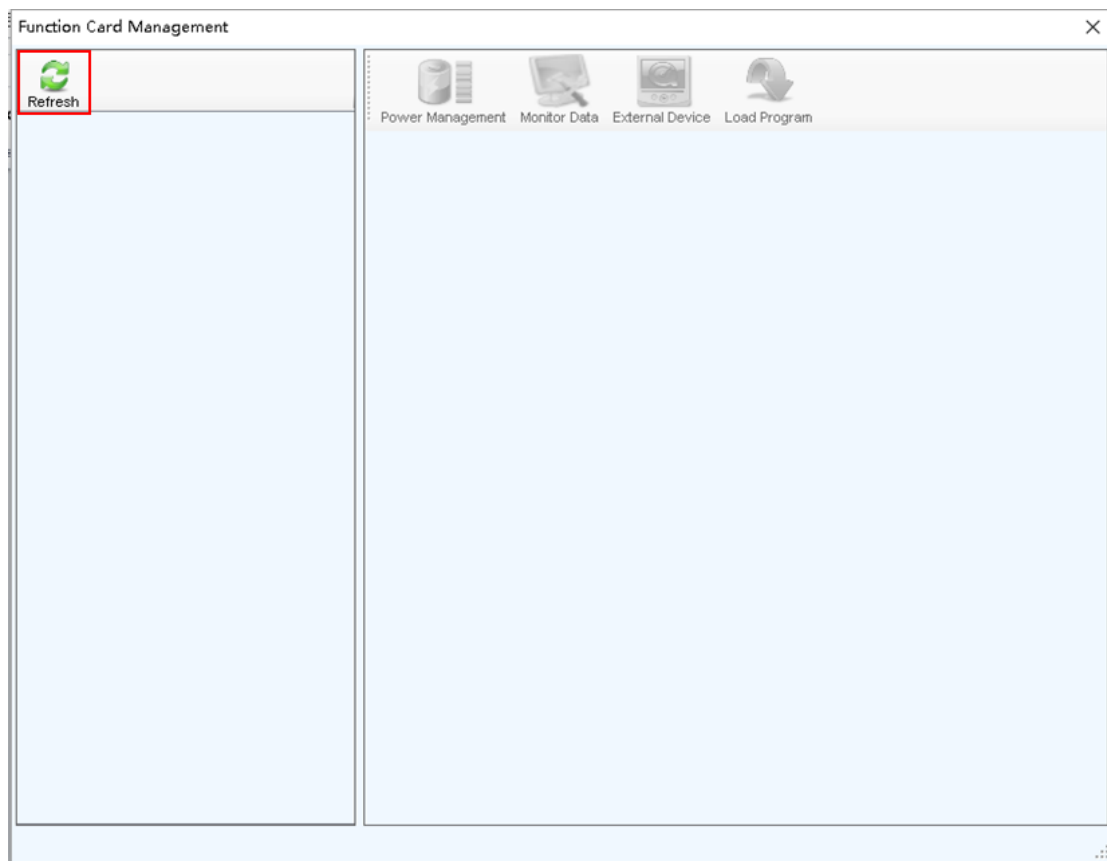 Function Card Management
Refresh
Power Management Monitor Data External Device Load Program